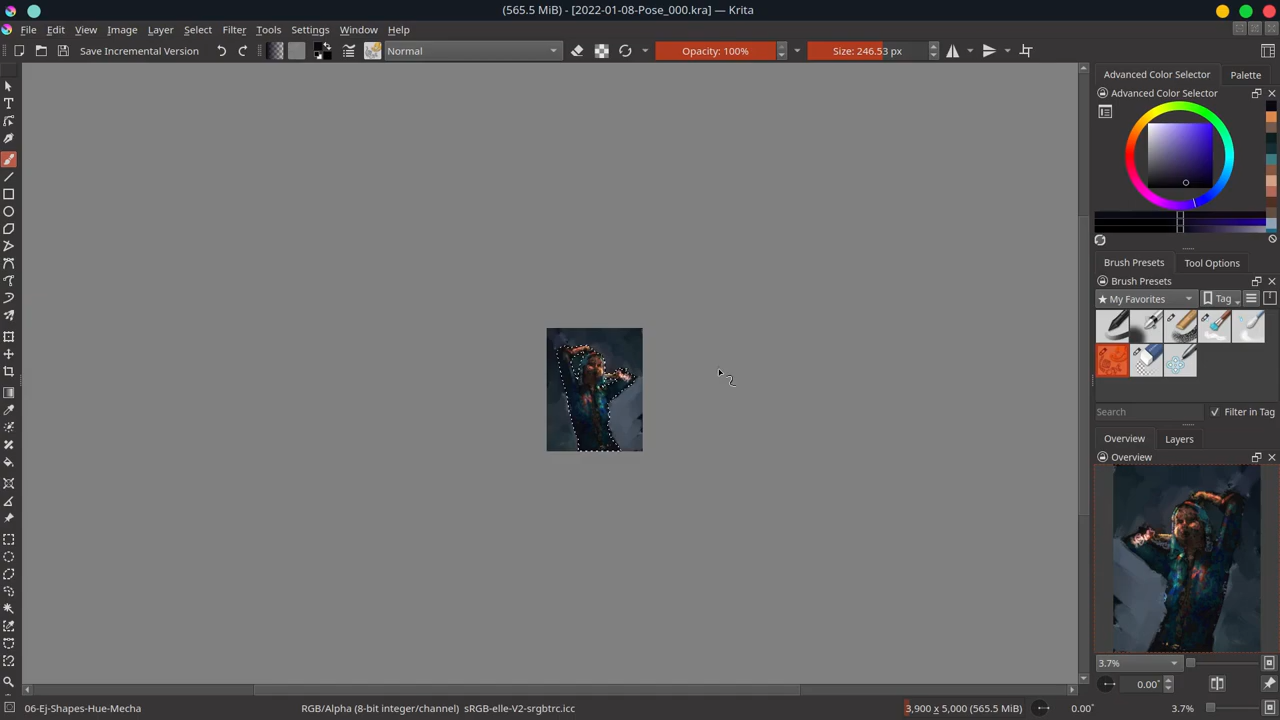 (565.5 MiB) - [2022-01-08-Pose_000.kra] — Krita
File Edit View Image Layer Select Filter Tools Settings Window Help
Save Incremental Version
Normal
Opacity: 100%
Size: 246.53 px
Advanced Color Selector
Palette
Advanced Color Selector
Brush Presets
Tool Options
Brush Presets
★ My Favorites
Tag
Search
Filter in Tag
Overview
Layers
Overview
3.7%
0.00°
06-Ej-Shapes-Hue-Mecha
RGB/Alpha (8-bit integer/channel) sRGB-elle-V2-srgbtrc.icc
3,900 x 5,000 (565.5 MiB)
0.00°
3.7%